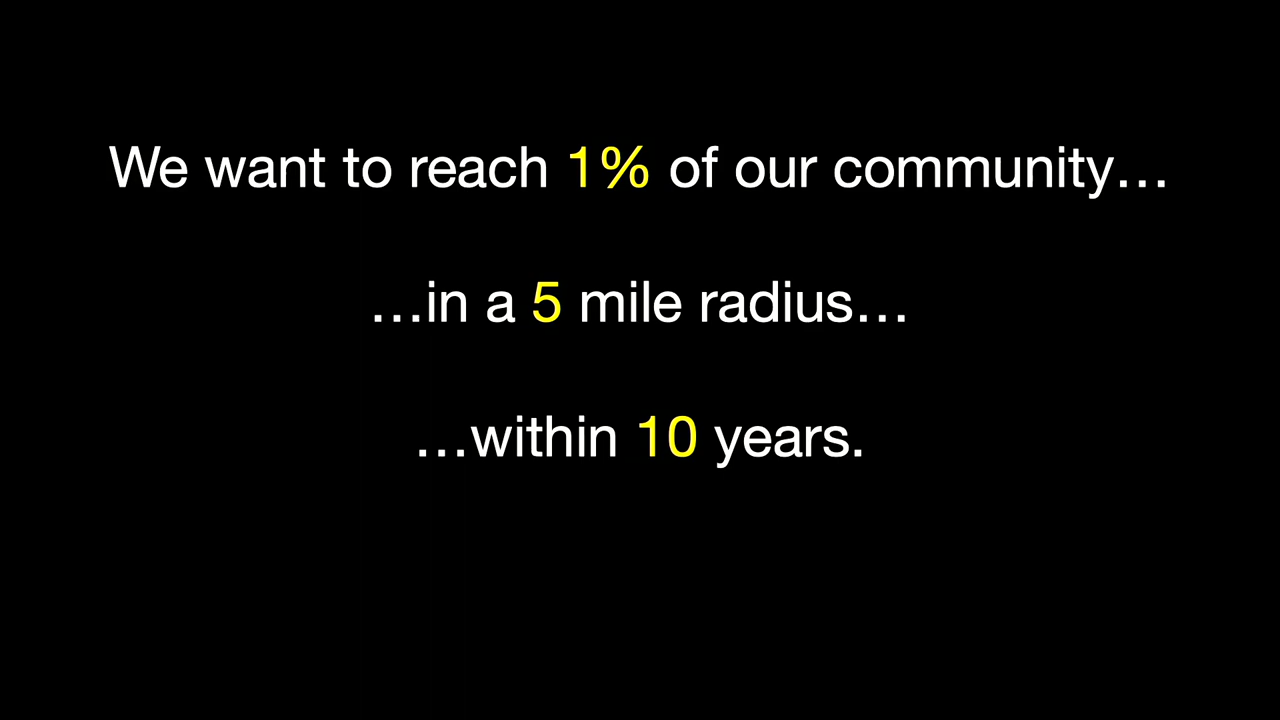 We want to reach 1% of our community…
…in a 5 mile radius…
…within 10 years.